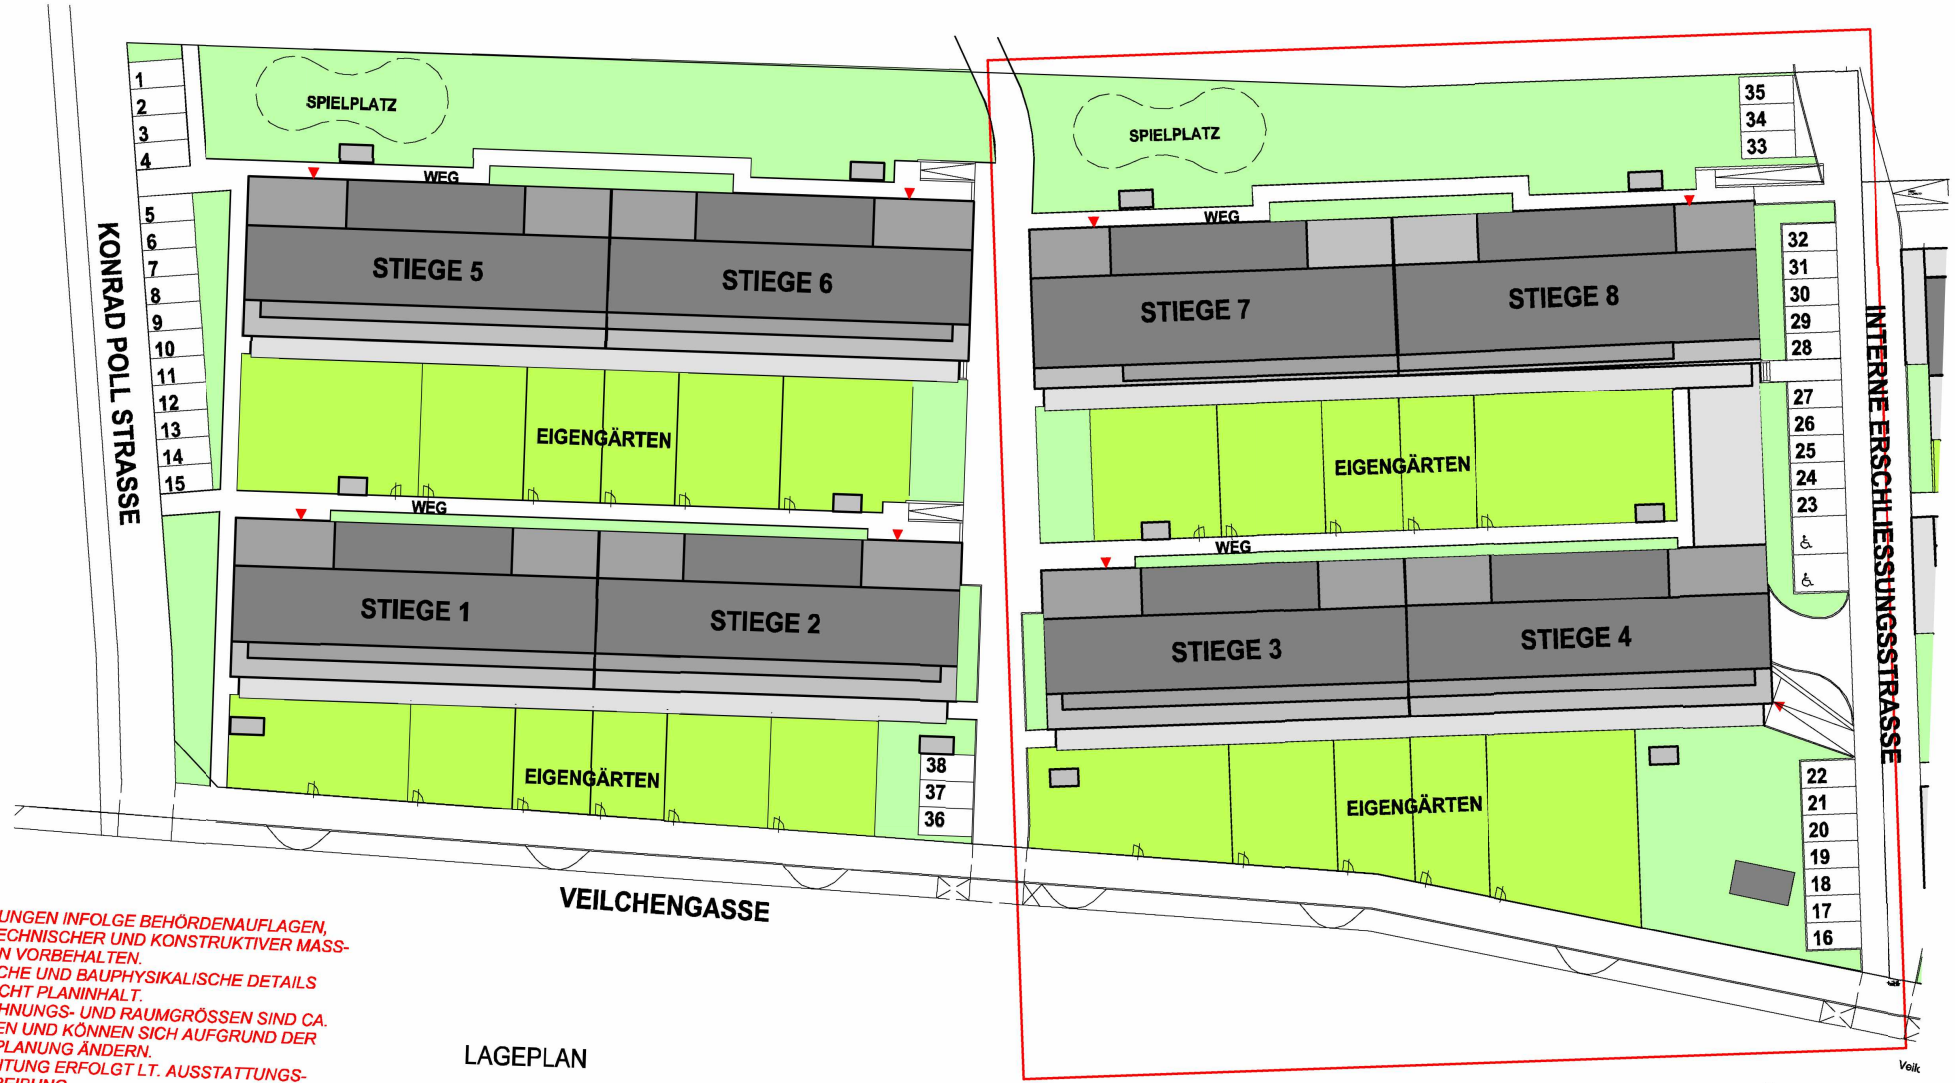 1
2
3
4
SPIELPLATZ
SPIELPLATZ
35
34
33
WEG
WEG
5
6
7
8
9
10
11
12
13
14
15
KONRAD POLL STRASSE
STIEGE 5
STIEGE 6
STIEGE 7
STIEGE 8
32
31
30
29
28
27
26
25
24
23
INTERNE ERSCHLIESSUNGSSTRASSE
EIGENGÄRTEN
EIGENGÄRTEN
WEG
WEG
STIEGE 1
STIEGE 2
STIEGE 3
STIEGE 4
EIGENGÄRTEN
EIGENGÄRTEN
38
37
36
22
21
20
19
18
17
16
VEILCHENGASSE
UNGEN INFOLGE BEHÖRDENAUFLAGEN,
ECHNISCHER UND KONSTRUKTIVER MASS-
N VORBEHALTEN.
CHE UND BAUPHYSIKALISCHE DETAILS
CHT PLANINHALT.
HNUNGS- UND RAUMGRÖSSEN SIND CA.
EN UND KÖNNEN SICH AUFGRUND DER
PLANUNG ÄNDERN.
HTUNG ERFOLGT LT. AUSSTATTUNGS-
LAGEPLAN
Veilc